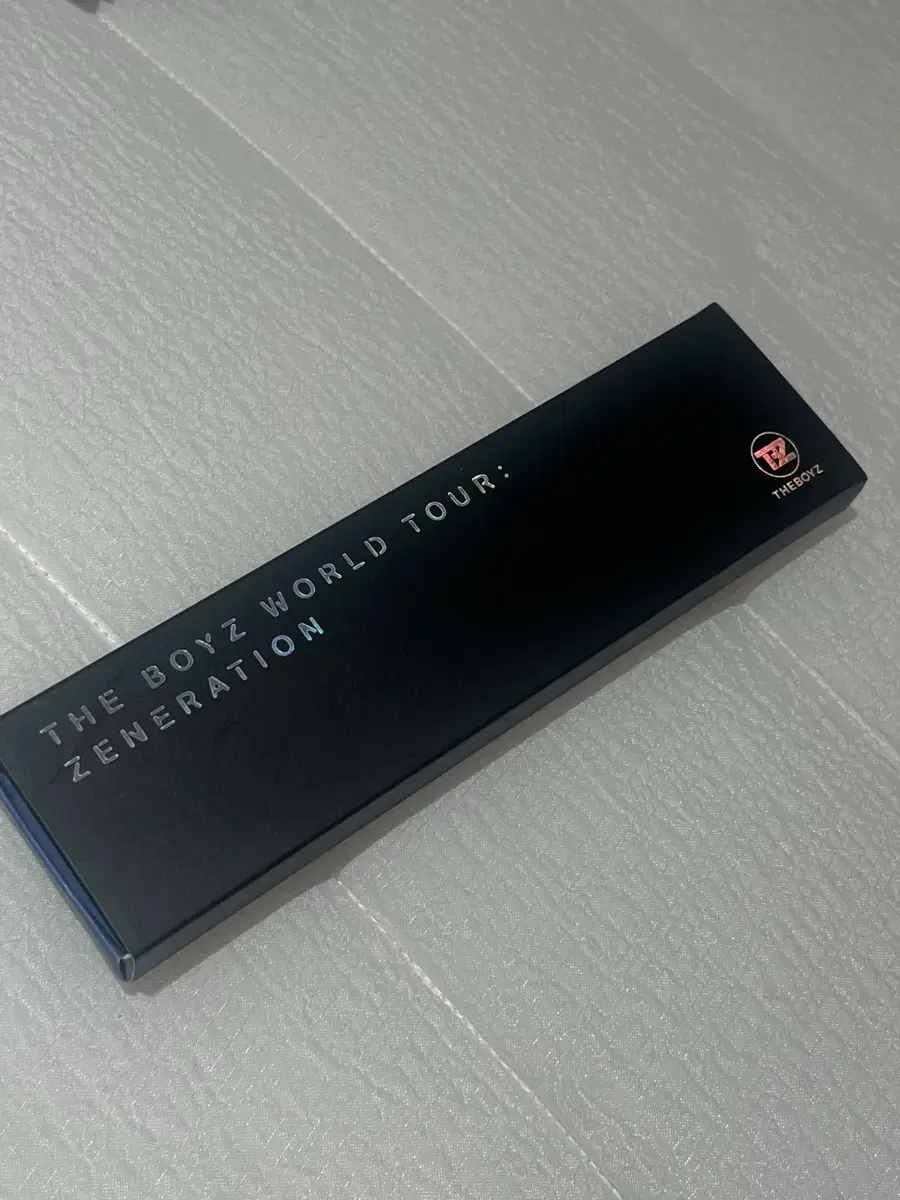 THE BOYZ WORLD TOUR:
ZENERATION
TBZ
THEBOYZ